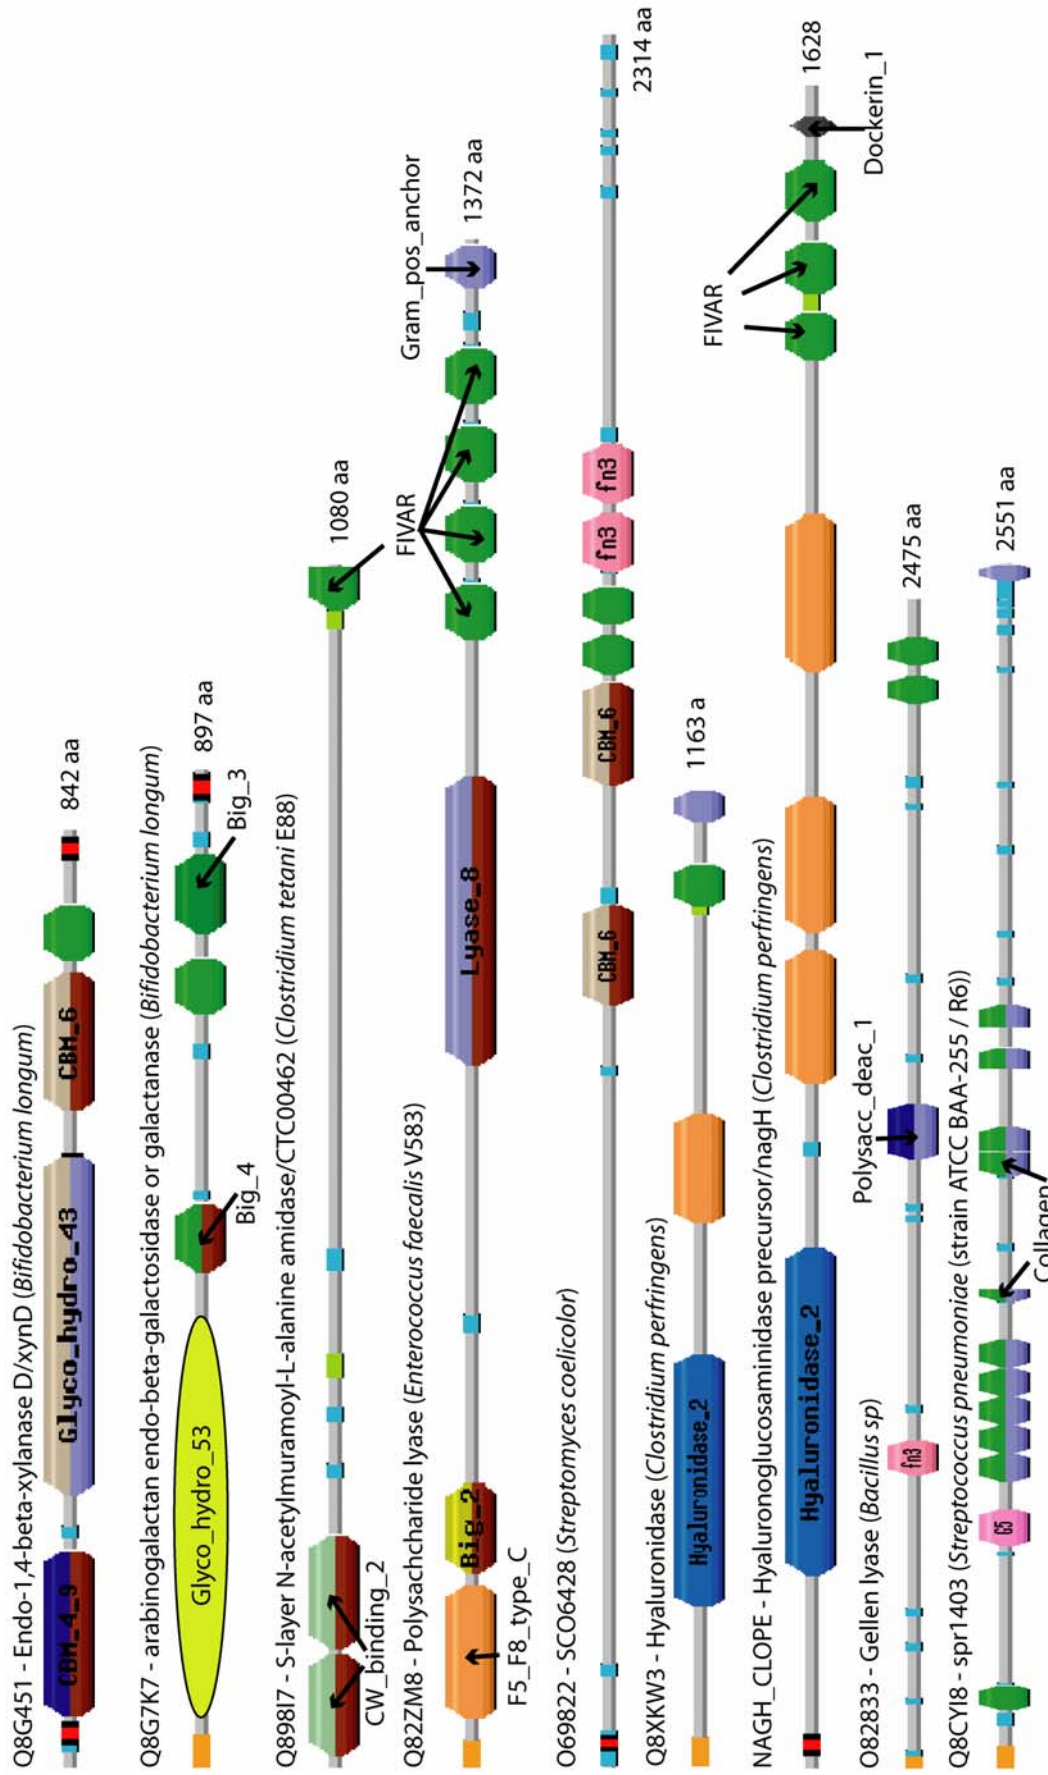 Q8G451 - Endo-1,4-beta-xylanase D/xynD (Bifidobacterium longum)
CBM_4_9
Glyco_hydro_43
CBM_6
842 aa
Q8G7K7 - arabinogalactan endo-beta-galactosidase or galactanase (Bifidobacterium longum)
Glyco_hydro_53
Big_4
Big_3
897 aa
Q898I7 - S-layer N-acetylmuramoyl-L-alanine amidase/CTC00462 (Clostridium tetani E88)
CW_binding_2
1080 aa
FIVAR
Q82ZM8 - Polysachcharide lyase (Enterococcus faecalis V583)
F5_F8_type_C
Big_2
Lyase_8
Gram_pos_anchor
1372 aa
O69822 - SCO6428 (Streptomyces coelicolor)
CBM_6
CBM_6
fn3
fn3
2314 aa
Q8XKW3 - Hyaluronidase (Clostridium perfringens)
Hyaluronidase_2
1163 a
NAGH_CLOPE - Hyaluronoglucosaminidase precursor/nagH (Clostridium perfringens)
Hyaluronidase_2
FIVAR
Dockerin_1
1628
O82833 - Gellen lyase (Bacillus sp)
fn3
Polysacc_deac_1
2475 aa
Q8CYI8 - spr1403 (Streptococcus pneumoniae (strain ATCC BAA-255 / R6))
G5
Collagen
2551 aa